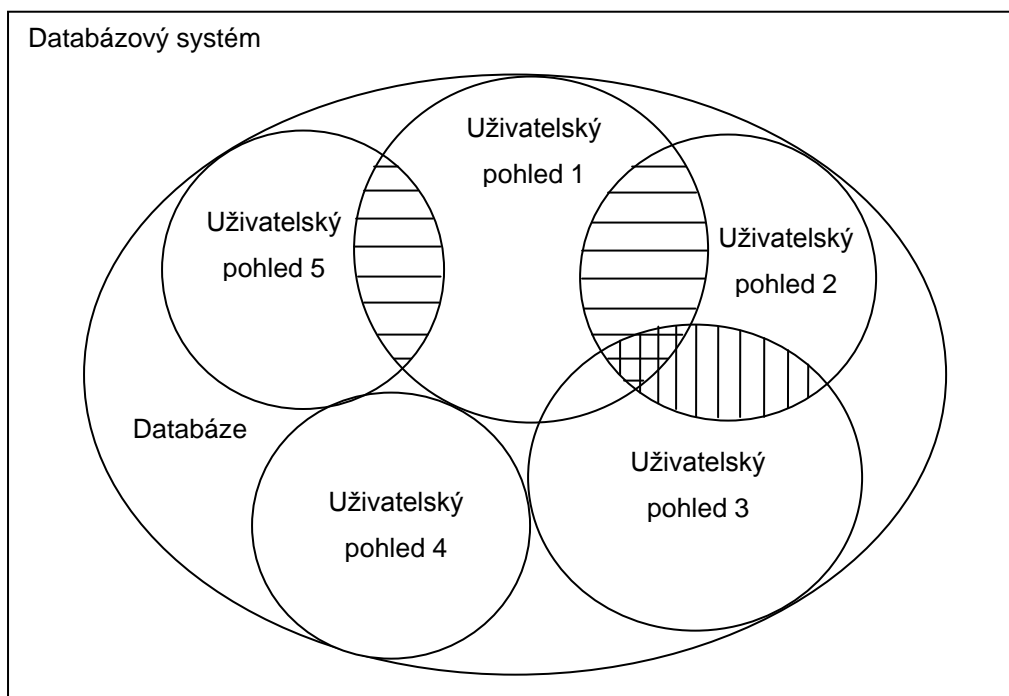 Databázový systém
Uživatelský
pohled 1
Uživatelský
pohled 5
Uživatelský
pohled 2
Databáze
Uživatelský
pohled 3
Uživatelský
pohled 4